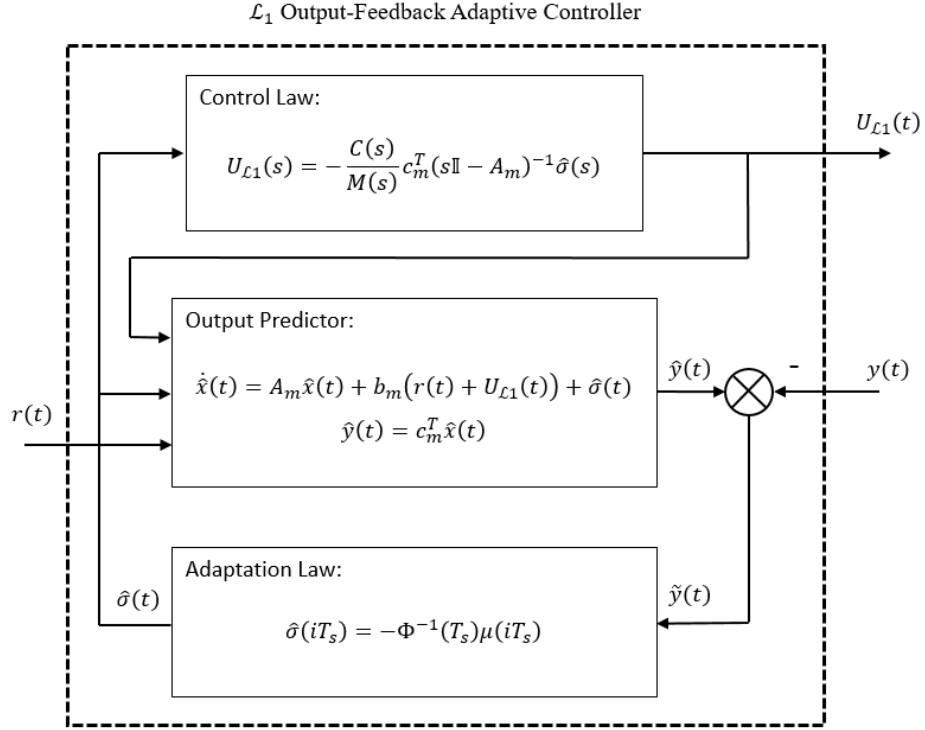 ℒ₁ Output-Feedback Adaptive Controller
Control Law:
U_ℒ1(s) = −C(s)/M(s) c_m^T(s𝕀 − A_m)⁻¹σ̂(s)
U_ℒ1(t)
Output Predictor:
x̂̇(t) = A_m x̂(t) + b_m(r(t) + U_ℒ1(t)) + σ̂(t)
ŷ(t) = c_m^T x̂(t)
ŷ(t)
-
y(t)
r(t)
Adaptation Law:
σ̂(iT_s) = −Φ⁻¹(T_s)μ(iT_s)
σ̂(t)
ỹ(t)